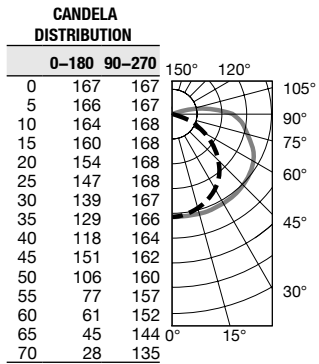 CANDELA
DISTRIBUTION
0–180 90–270
0 167 167
5 166 167
10 164 168
15 160 168
20 154 168
25 147 168
30 139 167
35 129 166
40 118 164
45 151 162
50 106 160
55 77 157
60 61 152
65 45 144
70 28 135
150° 120°
105°
90°
75°
60°
45°
30°
0° 15°